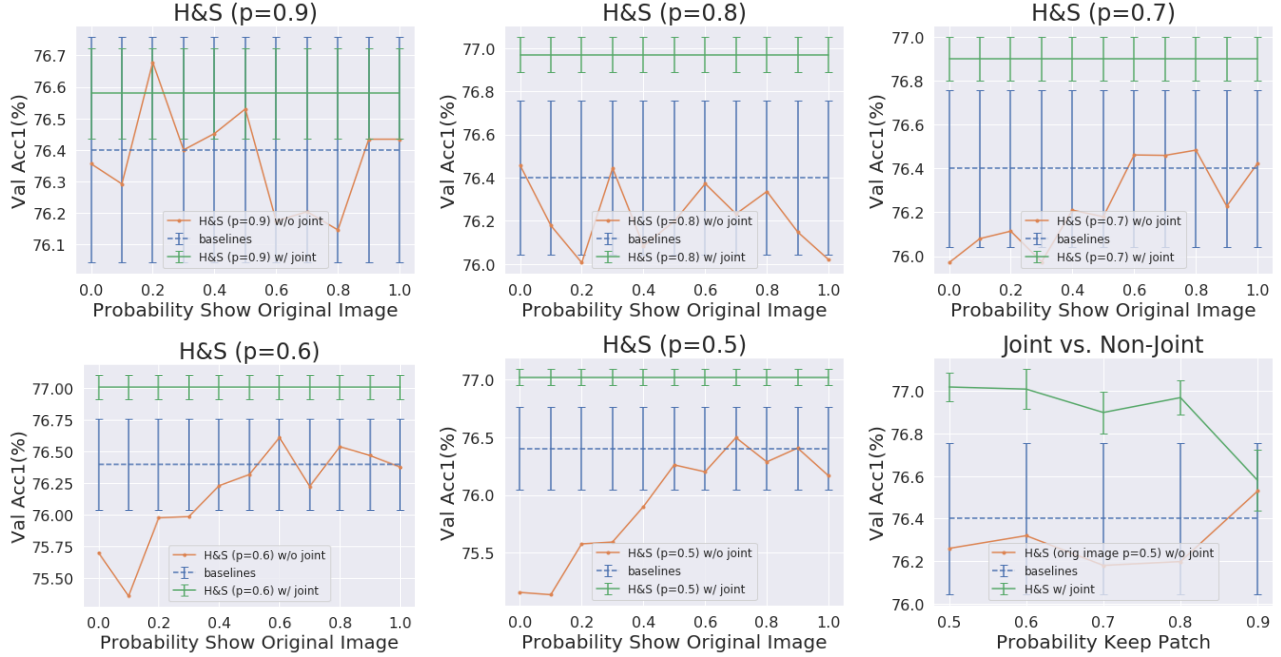 H&S (p=0.9)
Val Acc1(%)
76.7
76.6
76.5
76.4
76.3
76.2
76.1
H&S (p=0.9) w/o joint
baselines
H&S (p=0.9) w/ joint
0.0 0.2 0.4 0.6 0.8 1.0
Probability Show Original Image
H&S (p=0.8)
Val Acc1(%)
77.0
76.8
76.6
76.4
76.2
76.0
H&S (p=0.8) w/o joint
baselines
H&S (p=0.8) w/ joint
0.0 0.2 0.4 0.6 0.8 1.0
Probability Show Original Image
H&S (p=0.7)
Val Acc1(%)
77.0
76.8
76.6
76.4
76.2
76.0
H&S (p=0.7) w/o joint
baselines
H&S (p=0.7) w/ joint
0.0 0.2 0.4 0.6 0.8 1.0
Probability Show Original Image
H&S (p=0.6)
Val Acc1(%)
77.00
76.75
76.50
76.25
76.00
75.75
75.50
H&S (p=0.6) w/o joint
baselines
H&S (p=0.6) w/ joint
0.0 0.2 0.4 0.6 0.8 1.0
Probability Show Original Image
H&S (p=0.5)
Val Acc1(%)
77.0
76.5
76.0
75.5
H&S (p=0.5) w/o joint
baselines
H&S (p=0.5) w/ joint
0.0 0.2 0.4 0.6 0.8 1.0
Probability Show Original Image
Joint vs. Non-Joint
Val Acc1(%)
77.0
76.8
76.6
76.4
76.2
76.0
H&S (orig image p=0.5) w/o joint
baselines
H&S w/ joint
0.5 0.6 0.7 0.8 0.9
Probability Keep Patch